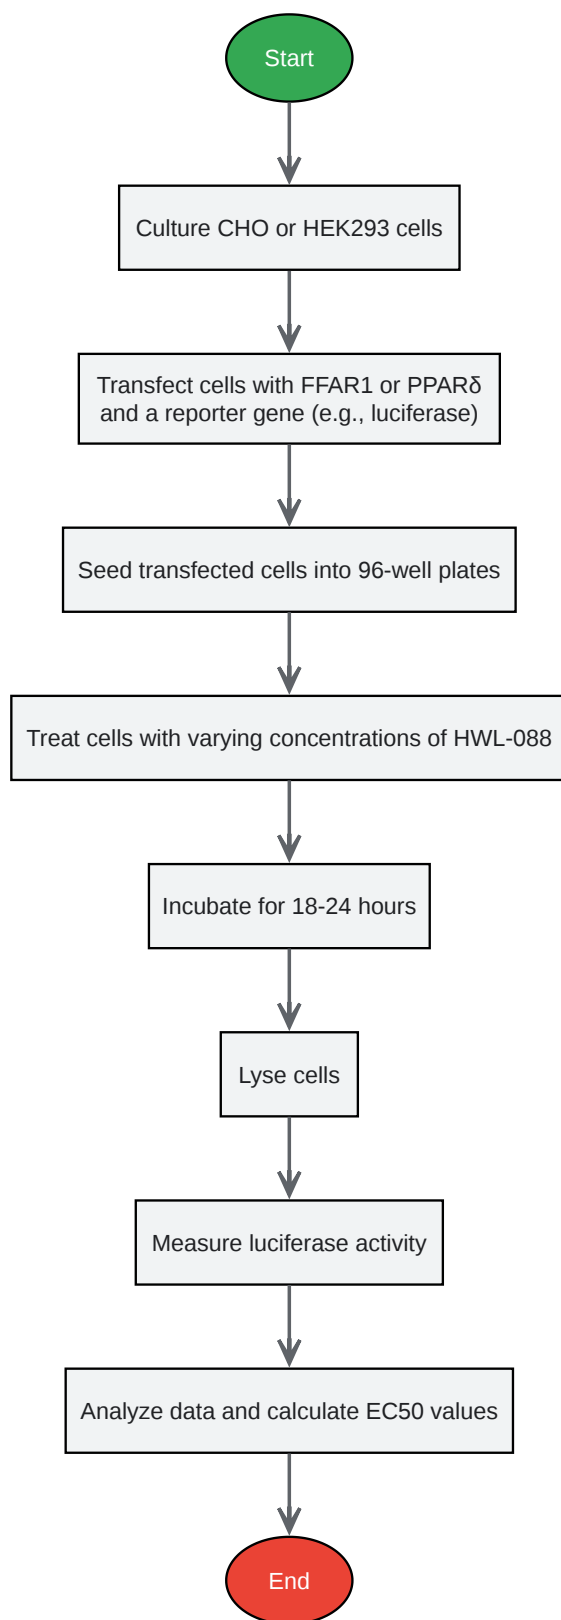 Start
Culture CHO or HEK293 cells
Transfect cells with FFAR1 or PPARδ
and a reporter gene (e.g., luciferase)
Seed transfected cells into 96-well plates
Treat cells with varying concentrations of HWL-088
Incubate for 18-24 hours
Lyse cells
Measure luciferase activity
Analyze data and calculate EC50 values
End